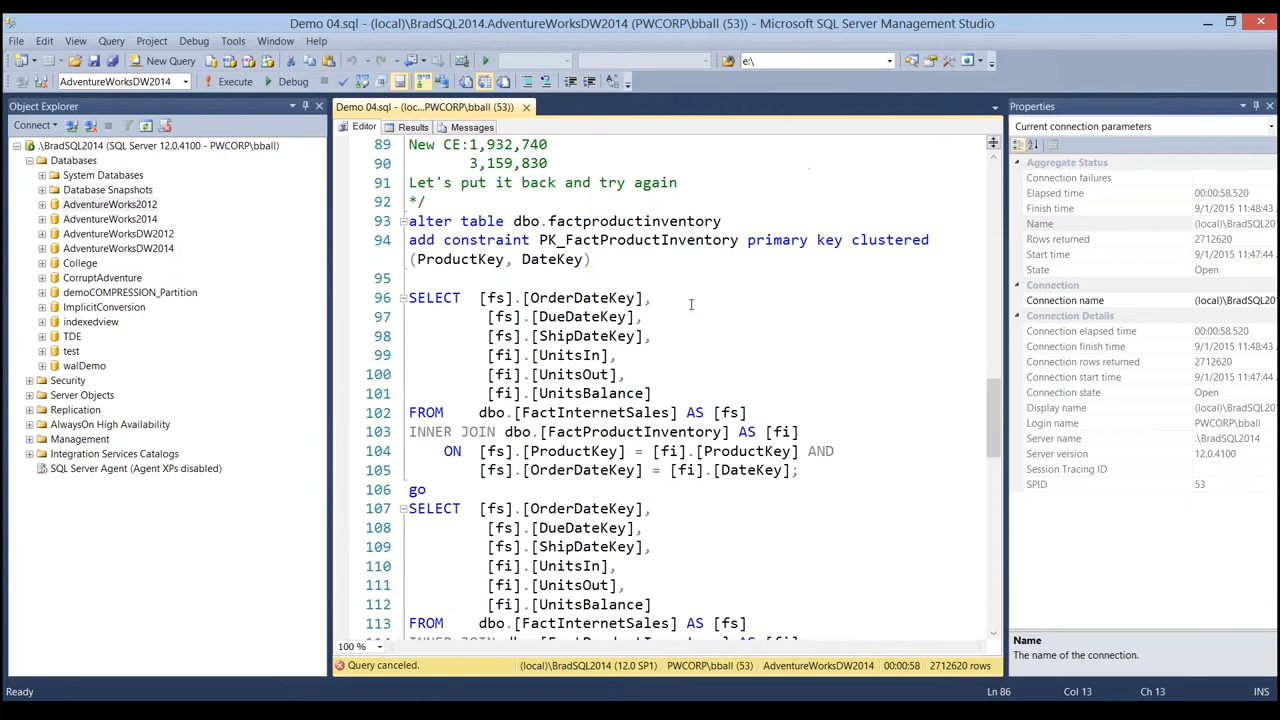 Demo 04.sql - (local)\BradSQL2014.AdventureWorksDW2014 (PWCORP\bball (53)) - Microsoft SQL Server Management Studio
File Edit View Query Project Debug Tools Window Help
New Query e:\
AdventureWorksDW2014 Execute Debug
Object Explorer
Connect
.\BradSQL2014 (SQL Server 12.0.4100 - PWCORP\bball)
Databases
System Databases
Database Snapshots
AdventureWorks2012
AdventureWorks2014
AdventureWorksDW2012
AdventureWorksDW2014
College
CorruptAdventure
demoCOMPRESSION_Partition
ImplicitConversion
indexedview
TDE
test
walDemo
Security
Server Objects
Replication
AlwaysOn High Availability
Management
Integration Services Catalogs
SQL Server Agent (Agent XPs disabled)
Demo 04.sql - (loc...PWCORP\bball (53))
Editor Results Messages
89 New CE:1,932,740
90 3,159,830
91 Let's put it back and try again
92 */
93 alter table dbo.factproductinventory
94 add constraint PK_FactProductInventory primary key clustered
(ProductKey, DateKey)
95
96 SELECT [fs].[OrderDateKey],
97 [fs].[DueDateKey],
98 [fs].[ShipDateKey],
99 [fi].[UnitsIn],
100 [fi].[UnitsOut],
101 [fi].[UnitsBalance]
102 FROM dbo.[FactInternetSales] AS [fs]
103 INNER JOIN dbo.[FactProductInventory] AS [fi]
104 ON [fs].[ProductKey] = [fi].[ProductKey] AND
105 [fs].[OrderDateKey] = [fi].[DateKey];
106 go
107 SELECT [fs].[OrderDateKey],
108 [fs].[DueDateKey],
109 [fs].[ShipDateKey],
110 [fi].[UnitsIn],
111 [fi].[UnitsOut],
112 [fi].[UnitsBalance]
113 FROM dbo.[FactInternetSales] AS [fs]
100 %
Query canceled. (local)\BradSQL2014 (12.0 SP1) PWCORP\bball (53) AdventureWorksDW2014 00:00:58 2712620 rows
Properties
Current connection parameters
Aggregate Status
Connection failures
Elapsed time 00:00:58.520
Finish time 9/1/2015 11:48:43
Name (local)\BradSQL20
Rows returned 2712620
Start time 9/1/2015 11:47:44
State Open
Connection
Connection name (local)\BradSQL20
Connection Details
Connection elapsed time 00:00:58.520
Connection finish time 9/1/2015 11:48:43
Connection rows returned 2712620
Connection start time 9/1/2015 11:47:44
Connection state Open
Display name (local)\BradSQL20
Login name PWCORP\bball
Server name .\BradSQL2014
Server version 12.0.4100
Session Tracing ID
SPID 53
Name
The name of the connection.
Ready Ln 86 Col 13 Ch 13 INS